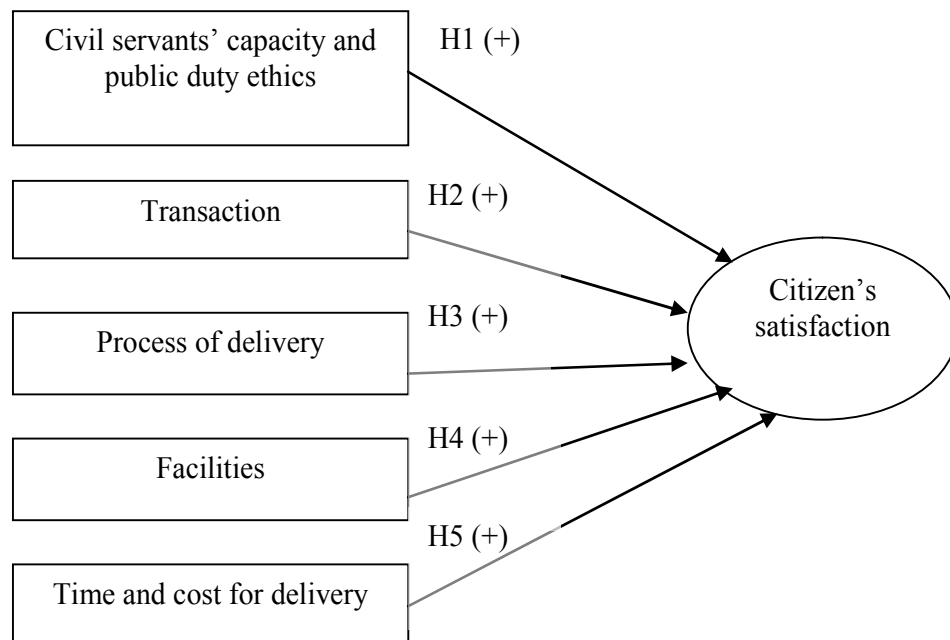 Civil servants’ capacity and
public duty ethics
H1 (+)
Transaction
H2 (+)
Process of delivery
H3 (+)
Facilities
H4 (+)
Time and cost for delivery
H5 (+)
Citizen’s
satisfaction